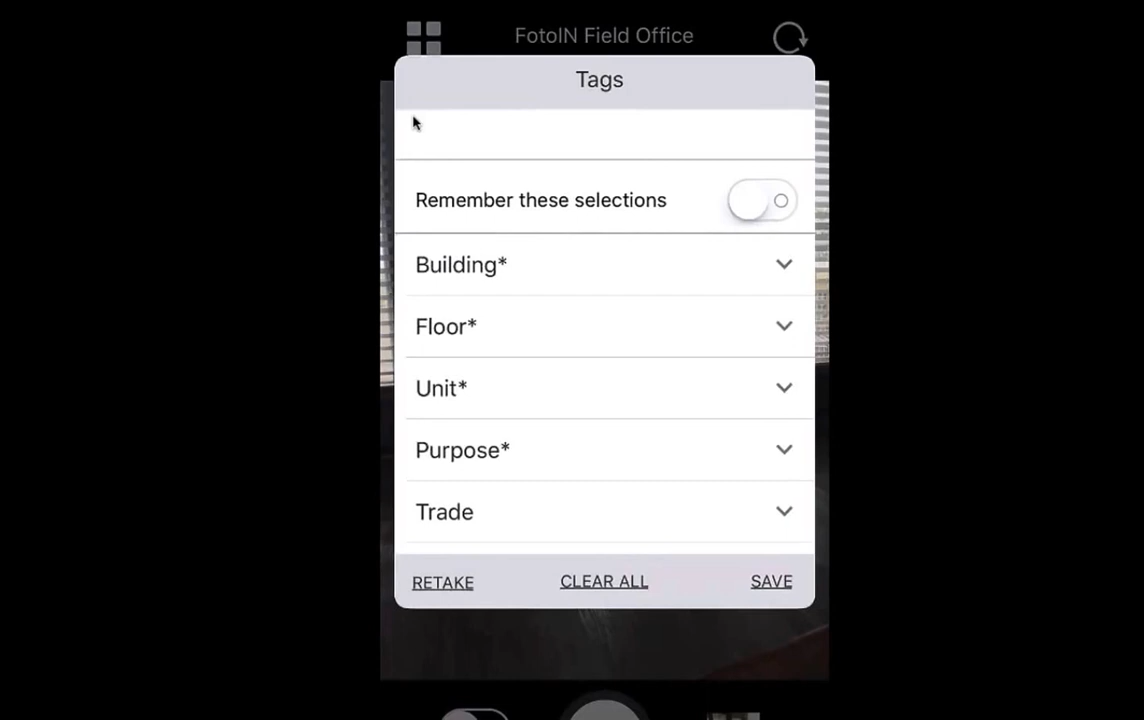 FotoIN Field Office
Tags
Remember these selections
Building*
Floor*
Unit*
Purpose*
Trade
RETAKE CLEAR ALL SAVE